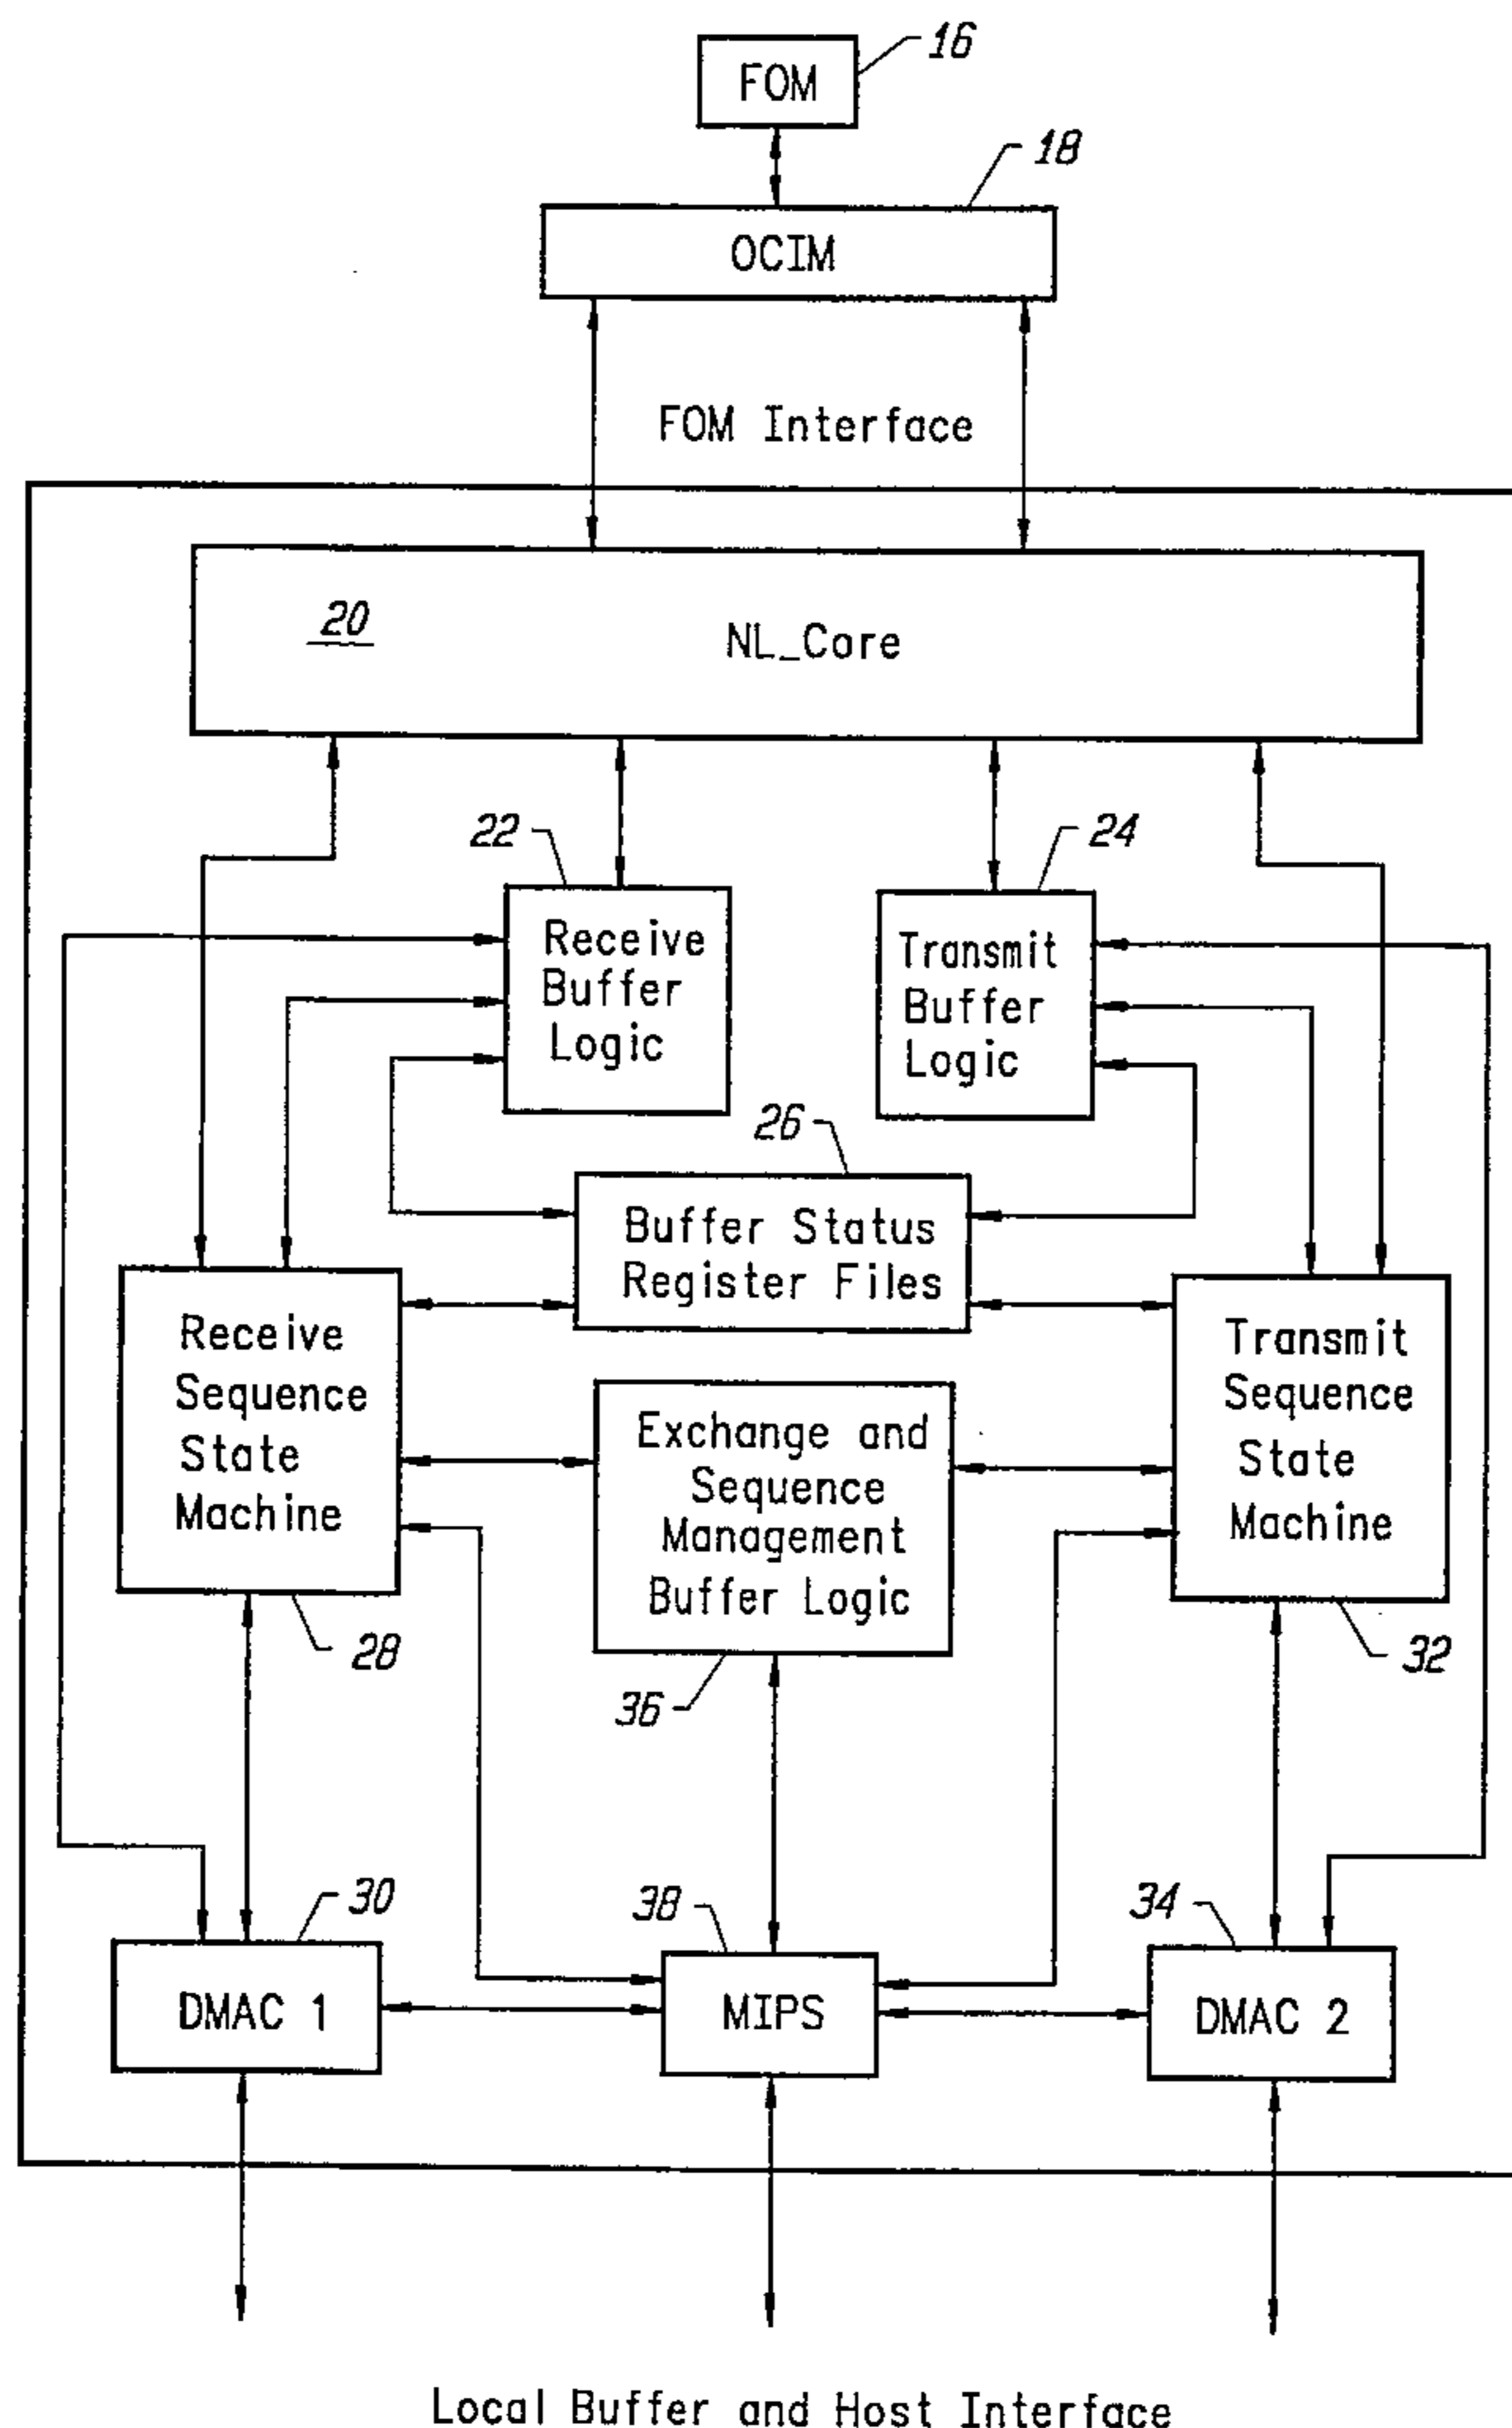 16
FOM
18
OCIM
FOM Interface
20
NL_Core
22
24
Receive
Buffer
Logic
Transmit
Buffer
Logic
26
Buffer Status
Register Files
Receive
Sequence
State
Machine
Transmit
Sequence
State
Machine
Exchange and
Sequence
Management
Buffer Logic
28
32
36
30
38
34
DMAC 1
MIPS
DMAC 2
Local Buffer and Host Interface